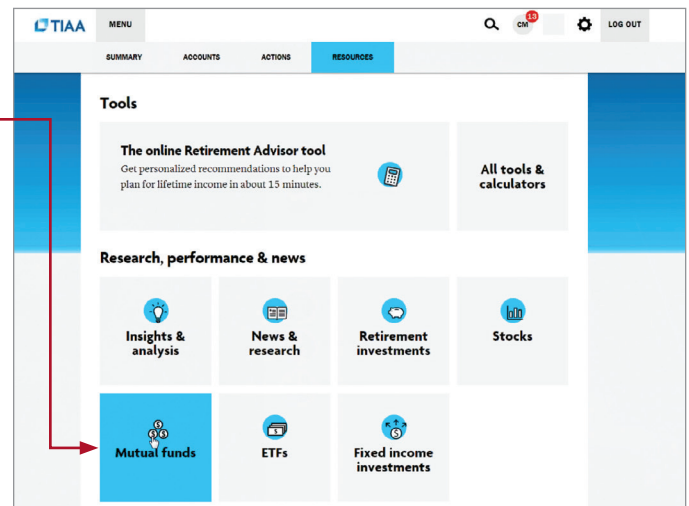 TIAA
MENU
CM
13
LOG OUT
SUMMARY
ACCOUNTS
ACTIONS
RESOURCES
Tools
The online Retirement Advisor tool
Get personalized recommendations to help you
plan for lifetime income in about 15 minutes.
All tools &
calculators
Research, performance & news
Insights &
analysis
News &
research
Retirement
investments
Stocks
Mutual funds
ETFs
Fixed income
investments